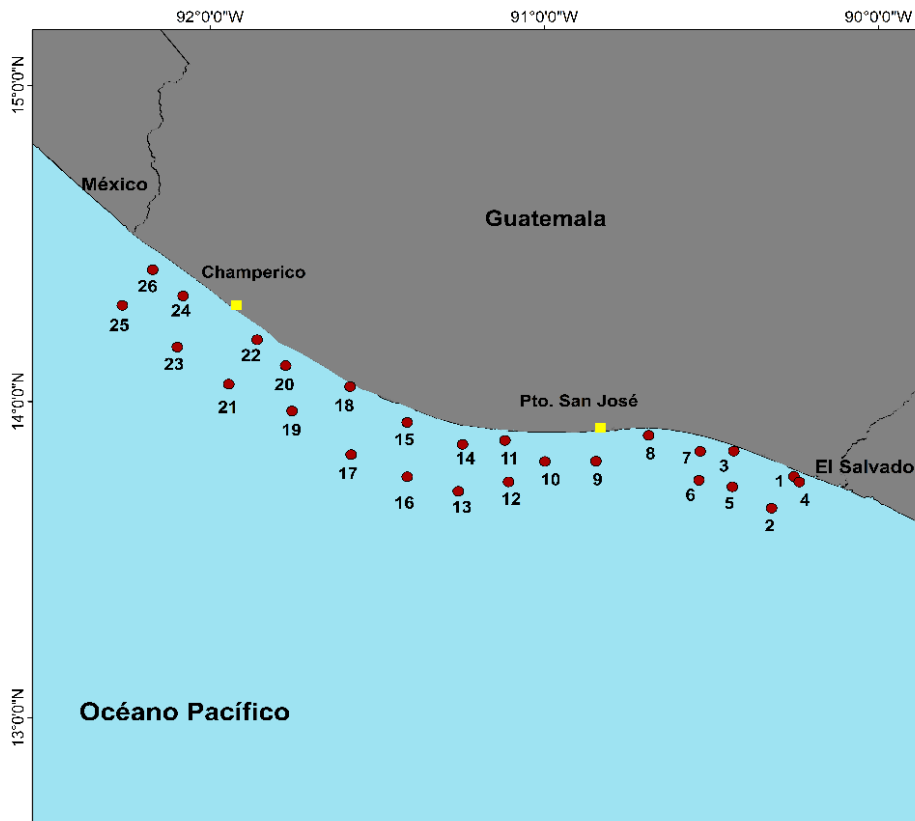 92°0'0"W
91°0'0"W
90°0'0"W
15°0'0"N
14°0'0"N
13°0'0"N
México
Guatemala
Champerico
Pto. San José
El Salvado
26
24
25
22
23
20
21
18
19
15
17
14
11
16
13
12
10
9
8
7
3
6
5
1
4
2
Océano Pacífico